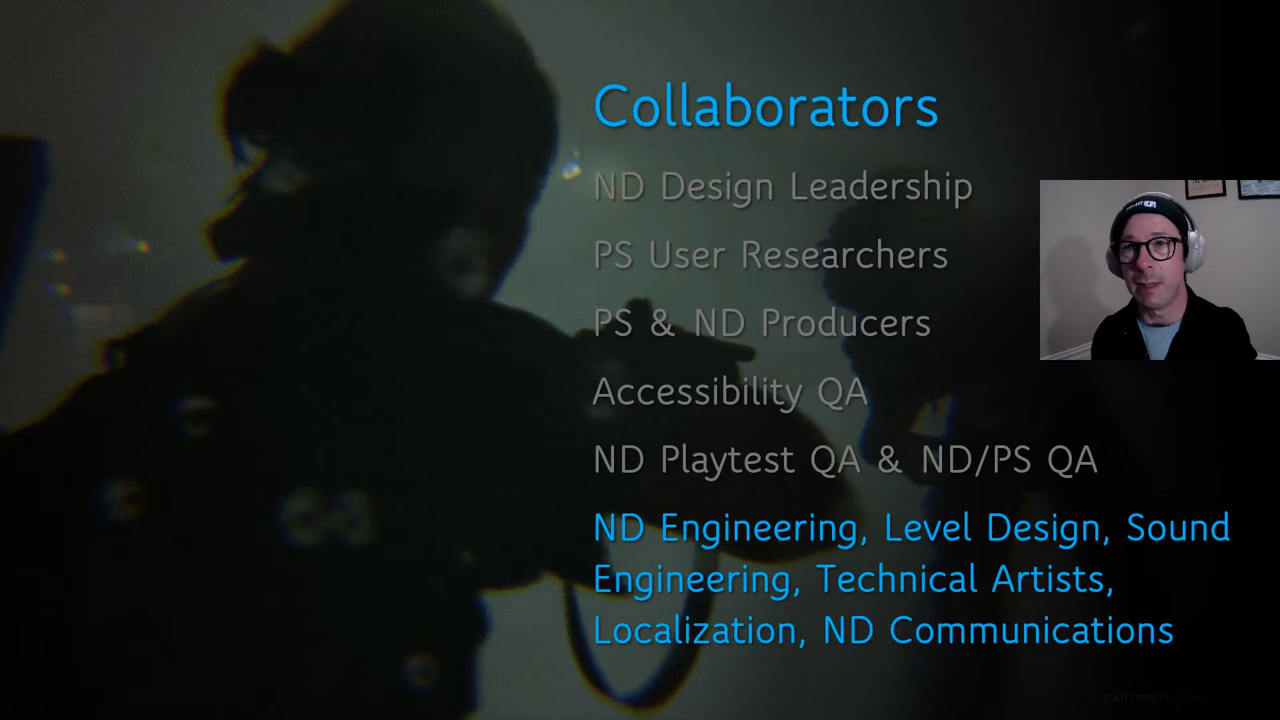 Collaborators
ND Design Leadership
PS User Researchers
PS & ND Producers
Accessibility QA
ND Playtest QA & ND/PS QA
ND Engineering, Level Design, Sound
Engineering, Technical Artists,
Localization, ND Communications
CAPTURED